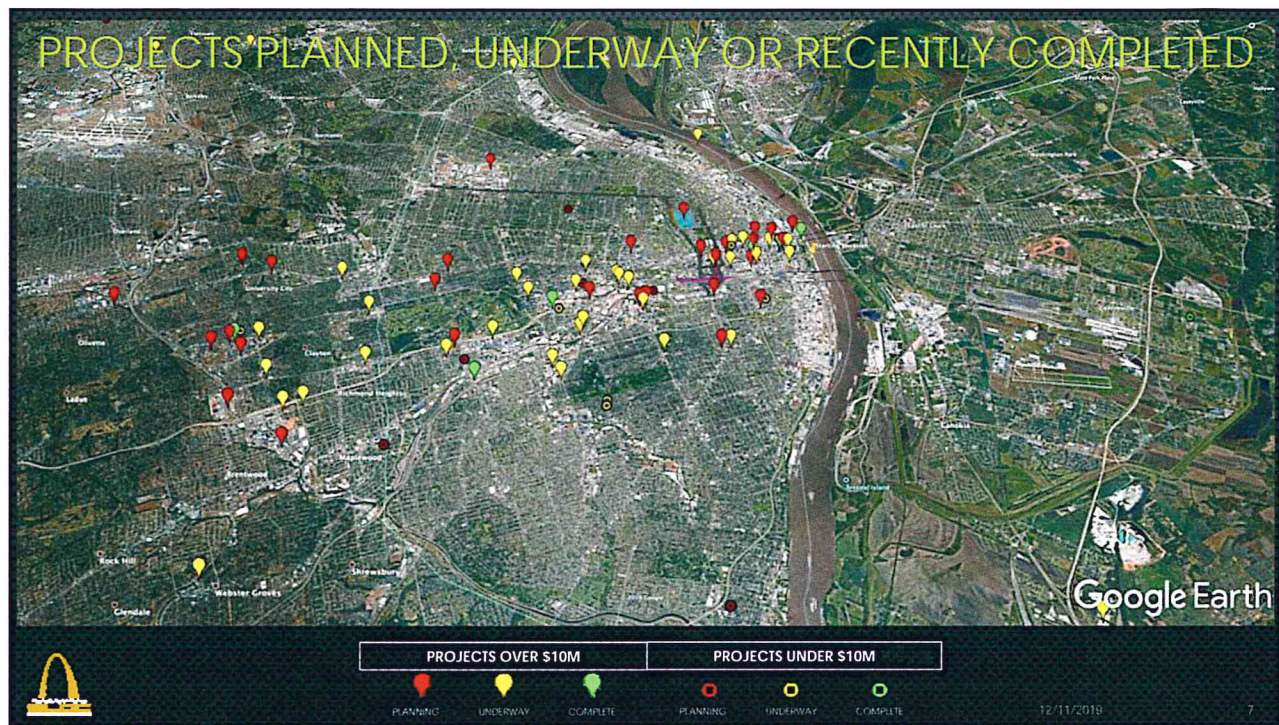 PROJECTS PLANNED, UNDERWAY OR RECENTLY COMPLETED
University City
Olivette
Clayton
Ladue
Richmond Heights
Cahokia
Maplewood
Brentwood
Rock Hill
Shrewsbury
Webster Groves
Glendale
Google Earth
PROJECTS OVER $10M
PROJECTS UNDER $10M
PLANNING
UNDERWAY
COMPLETE
PLANNING
UNDERWAY
COMPLETE
12/11/2019
7